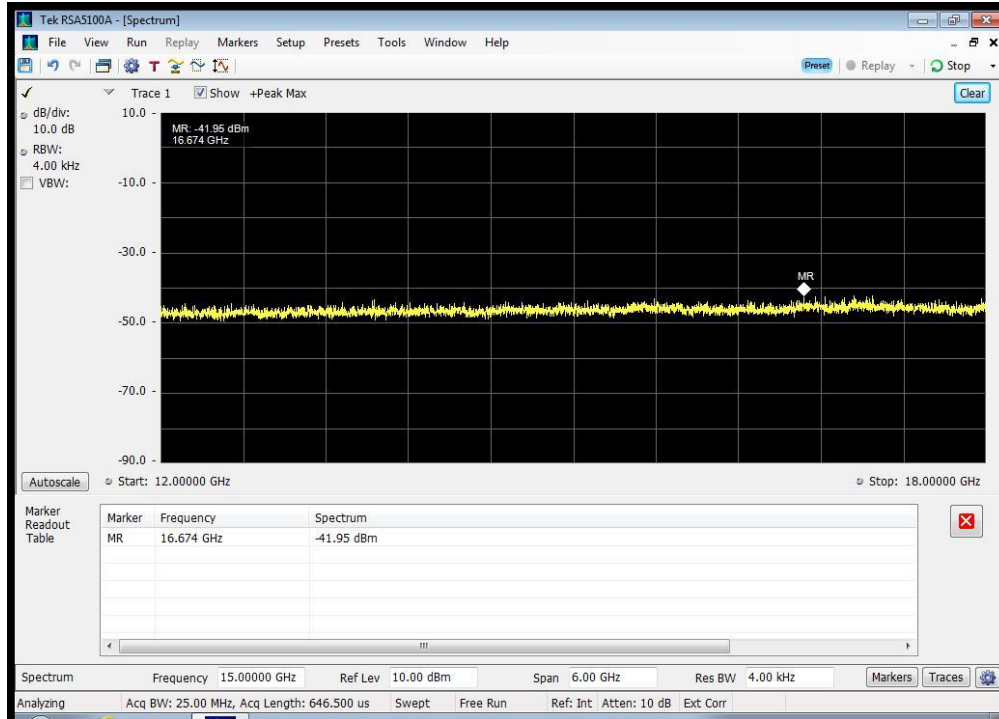 Tek RSA5100A - [Spectrum]
File View Run Replay Markers Setup Presets Tools Window Help
Preset Replay Stop
Trace 1 Show +Peak Max Clear
dB/div:
10.0 dB
RBW:
4.00 kHz
VBW:
10.0
-10.0
-30.0
-50.0
-70.0
-90.0
MR: -41.95 dBm
16.674 GHz
MR
Autoscale Start: 12.00000 GHz Stop: 18.00000 GHz
Marker
Readout
Table
Marker Frequency Spectrum
MR 16.674 GHz -41.95 dBm
Spectrum Frequency 15.00000 GHz Ref Lev 10.00 dBm Span 6.00 GHz Res BW 4.00 kHz Markers Traces
Analyzing Acq BW: 25.00 MHz, Acq Length: 646.500 us Swept Free Run Ref: Int Atten: 10 dB Ext Corr